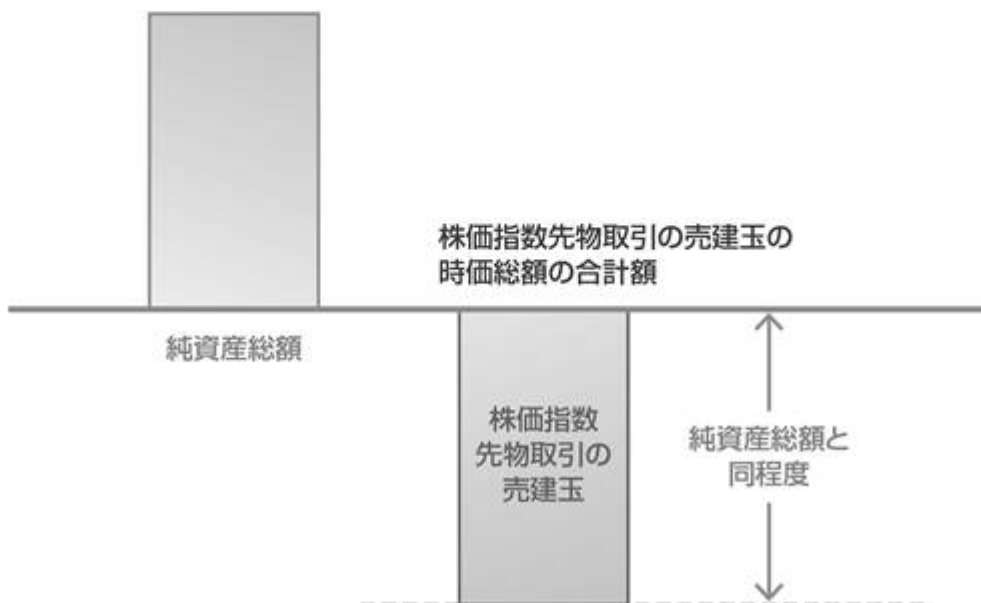 株価指数先物取引の売建玉の
時価総額の合計額
純資産総額
株価指数
先物取引の
売建玉
純資産総額と
同程度